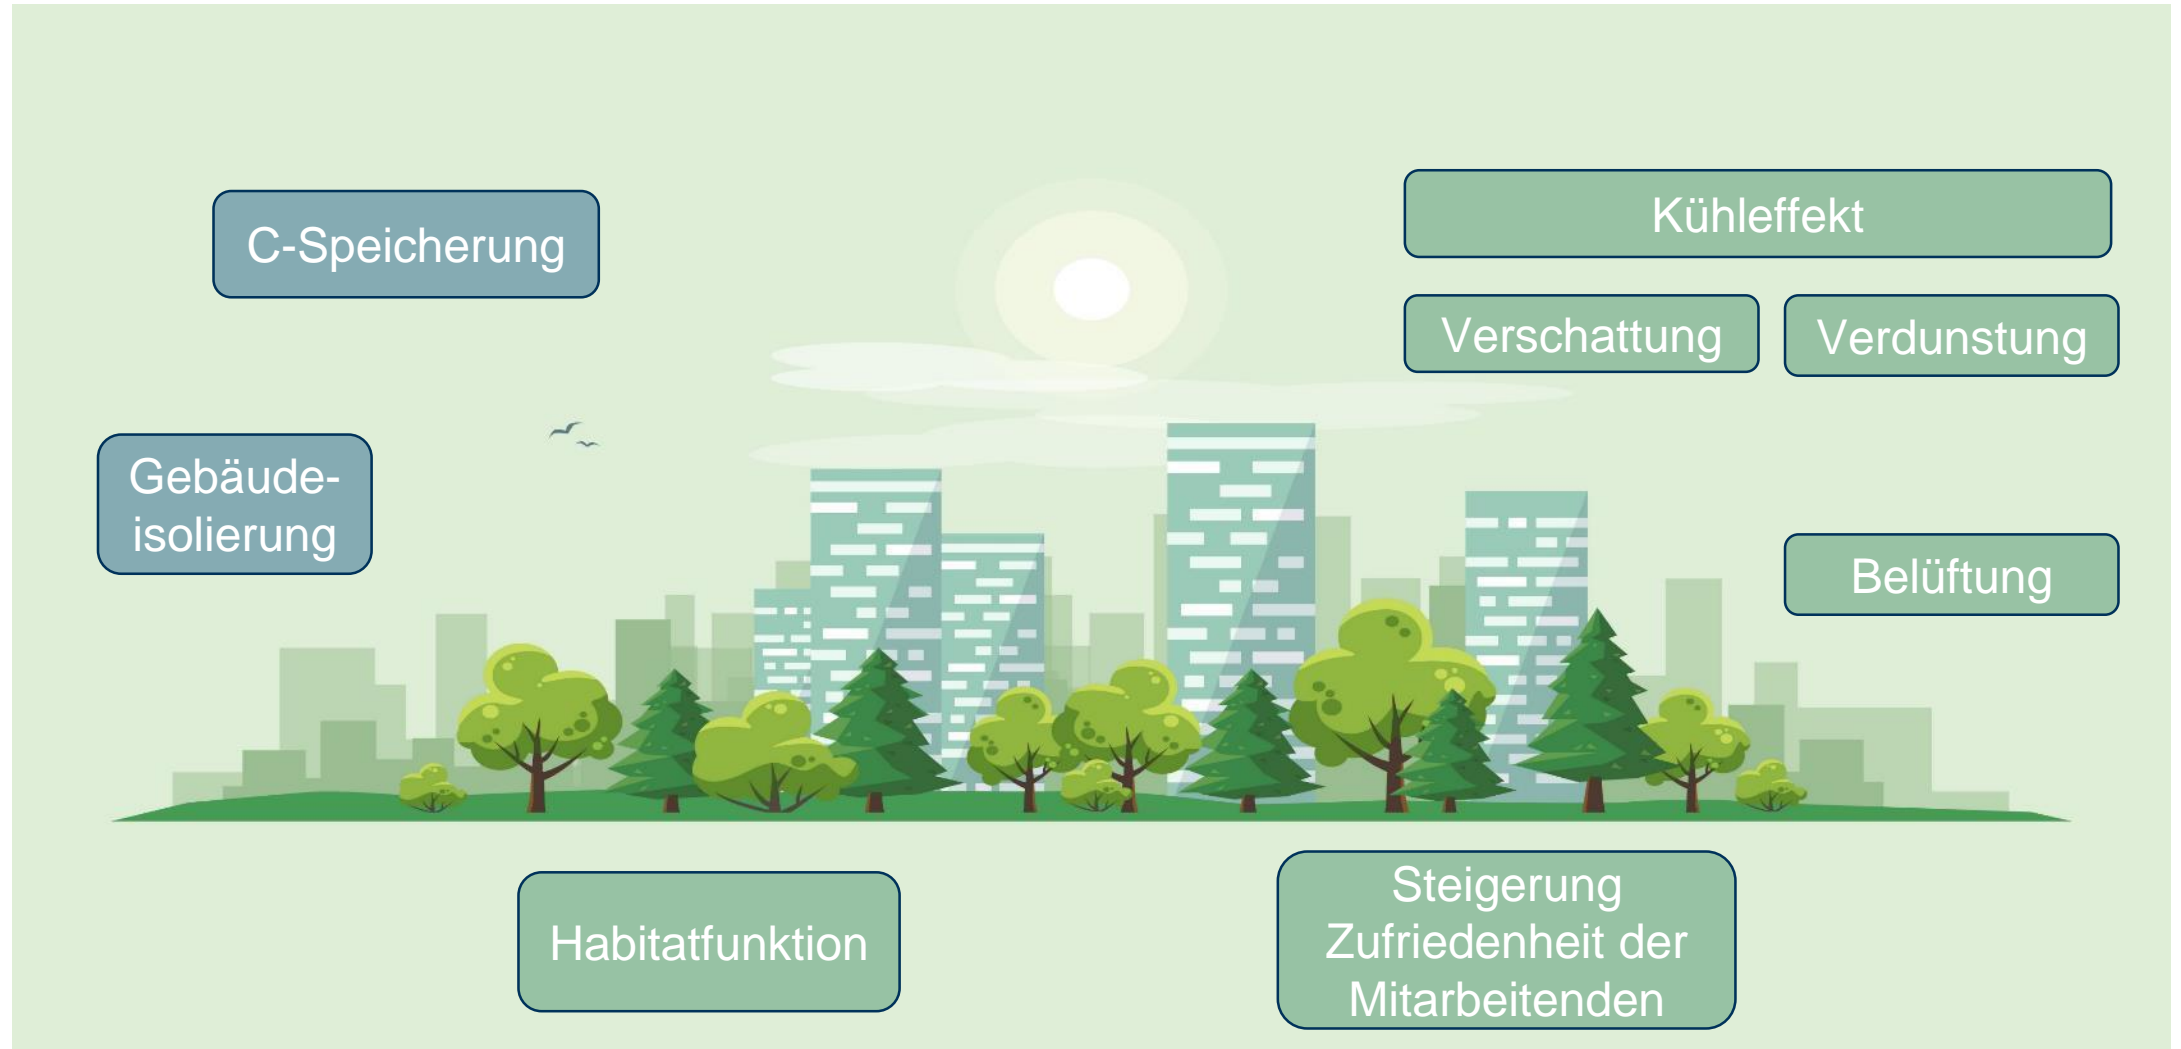 C-Speicherung
Kühleffekt
Verschattung
Verdunstung
Gebäude-
isolierung
Belüftung
Habitatfunktion
Steigerung
Zufriedenheit der
Mitarbeitenden